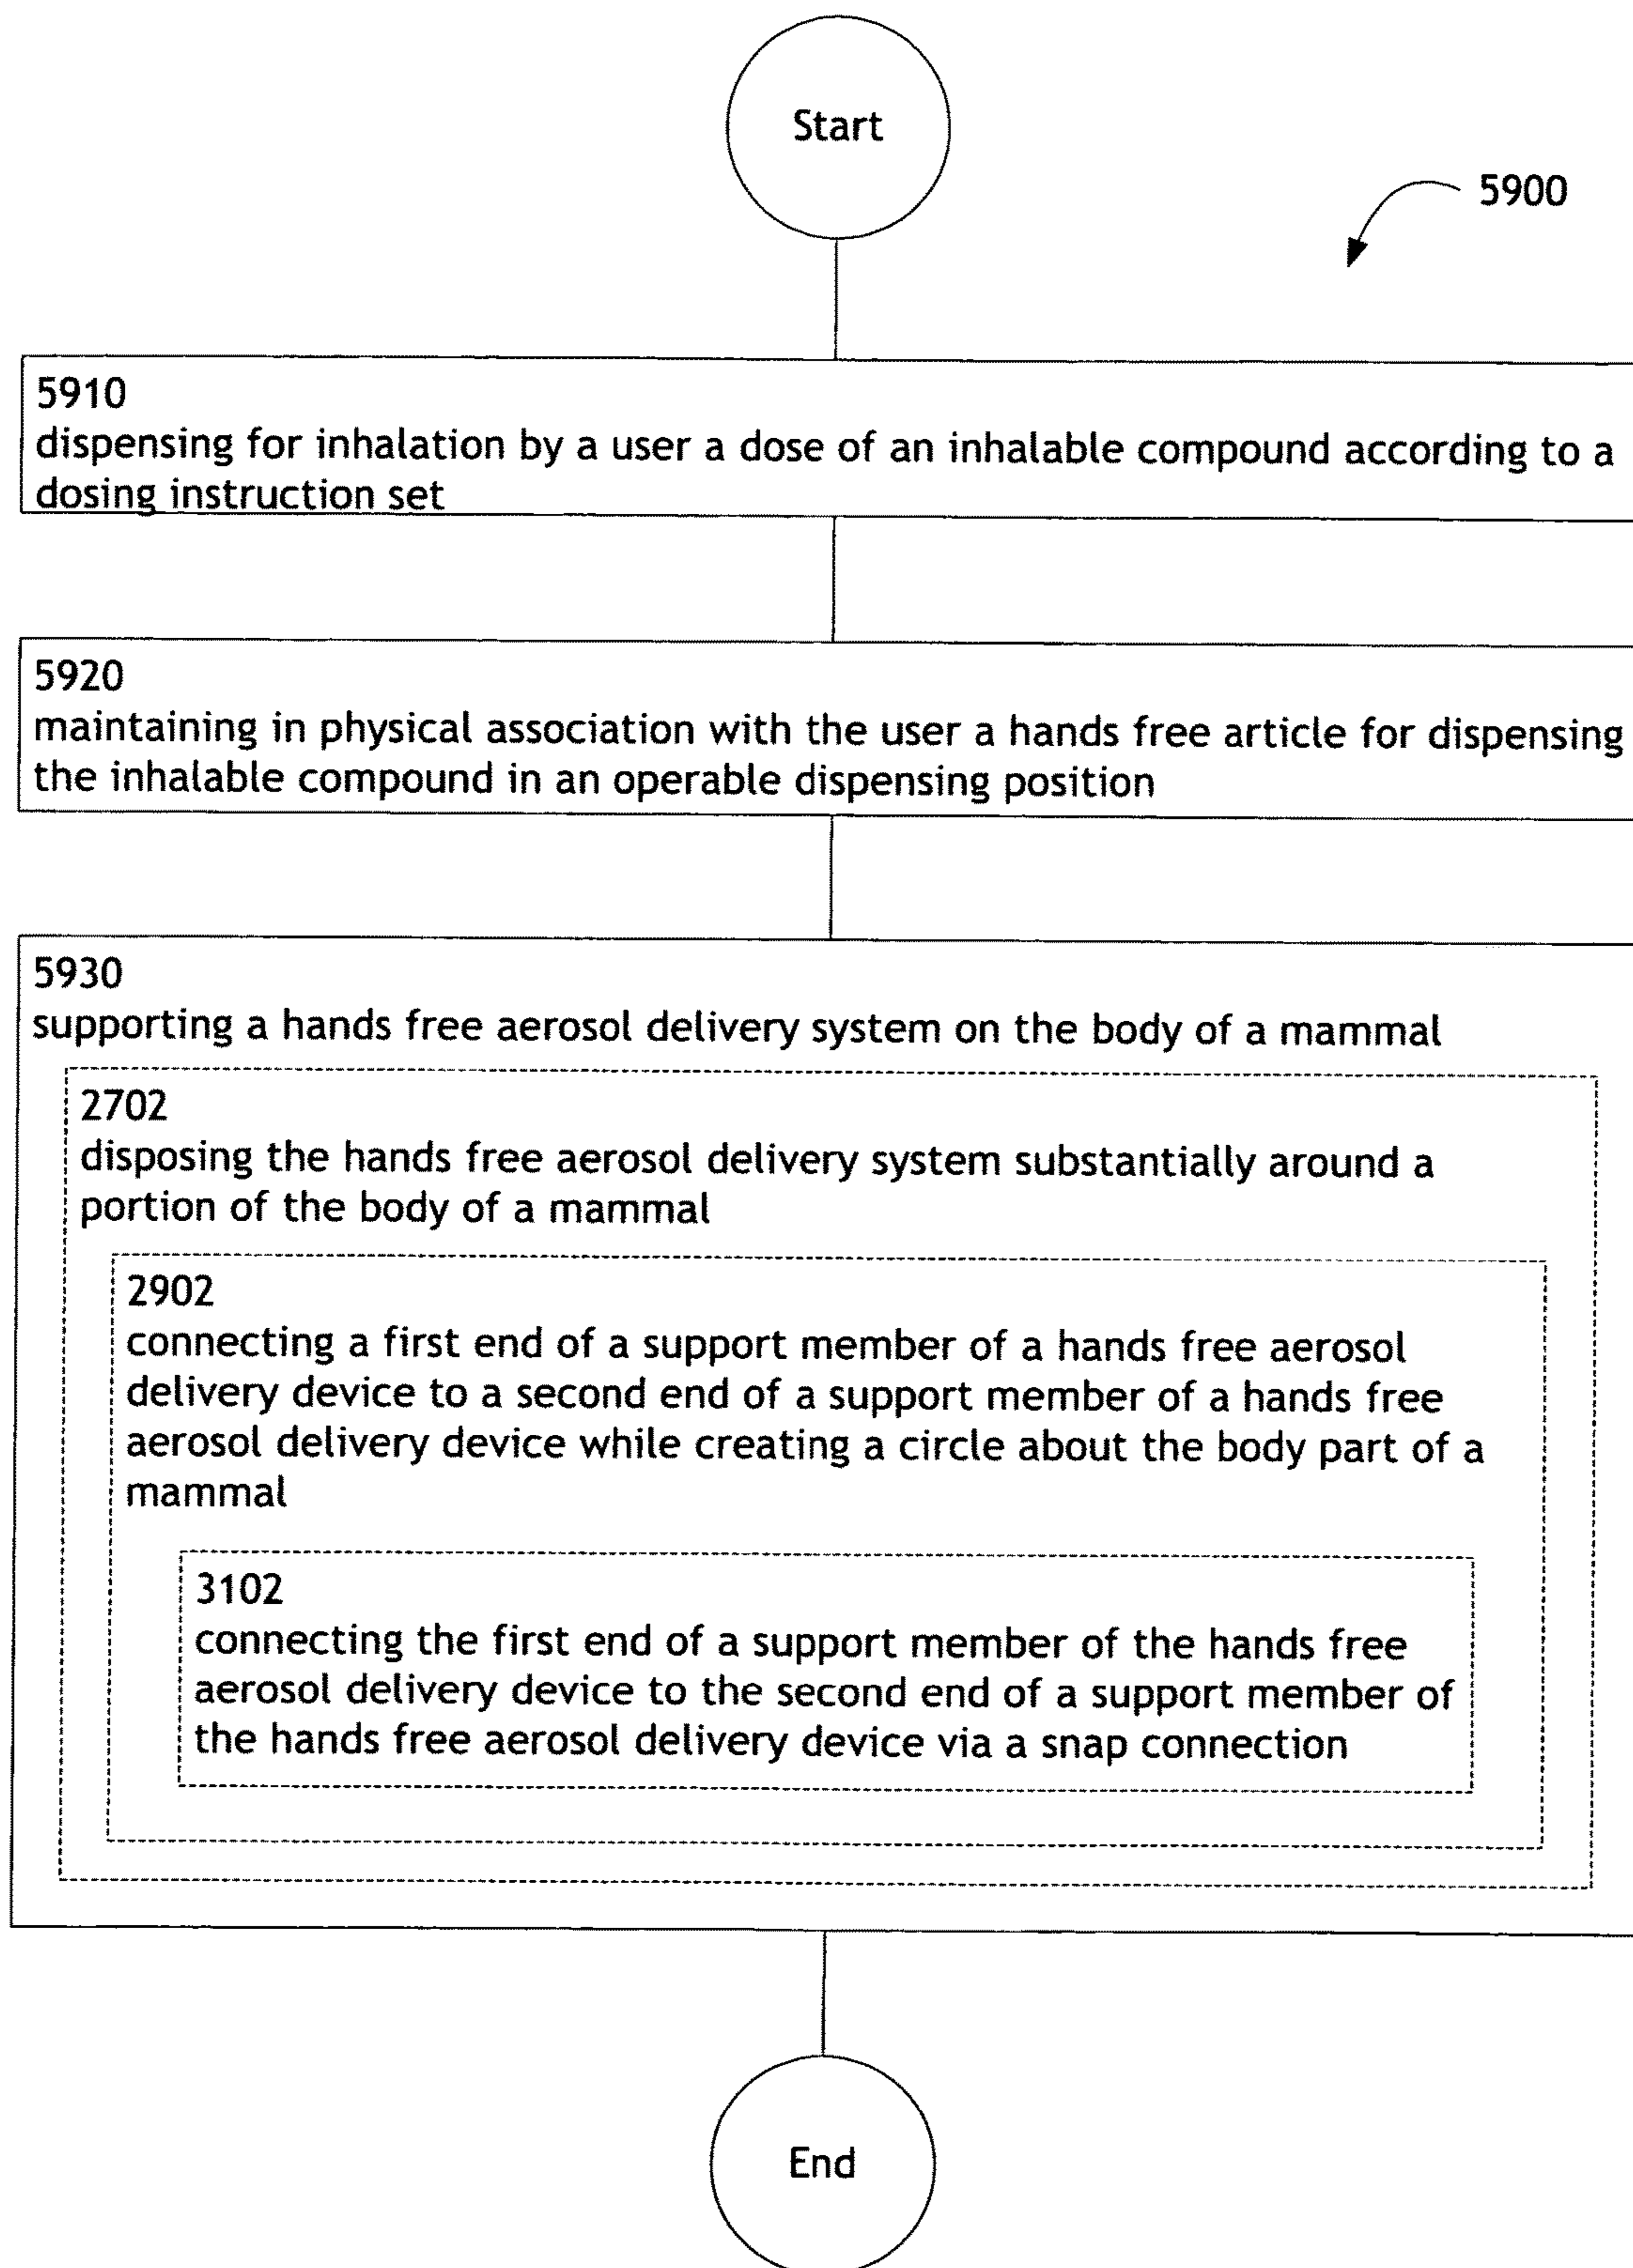 Start
5900
5910
dispensing for inhalation by a user a dose of an inhalable compound according to a
dosing instruction set
5920
maintaining in physical association with the user a hands free article for dispensing
the inhalable compound in an operable dispensing position
5930
supporting a hands free aerosol delivery system on the body of a mammal
2702
disposing the hands free aerosol delivery system substantially around a
portion of the body of a mammal
2902
connecting a first end of a support member of a hands free aerosol
delivery device to a second end of a support member of a hands free
aerosol delivery device while creating a circle about the body part of a
mammal
3102
connecting the first end of a support member of the hands free
aerosol delivery device to the second end of a support member of
the hands free aerosol delivery device via a snap connection
End